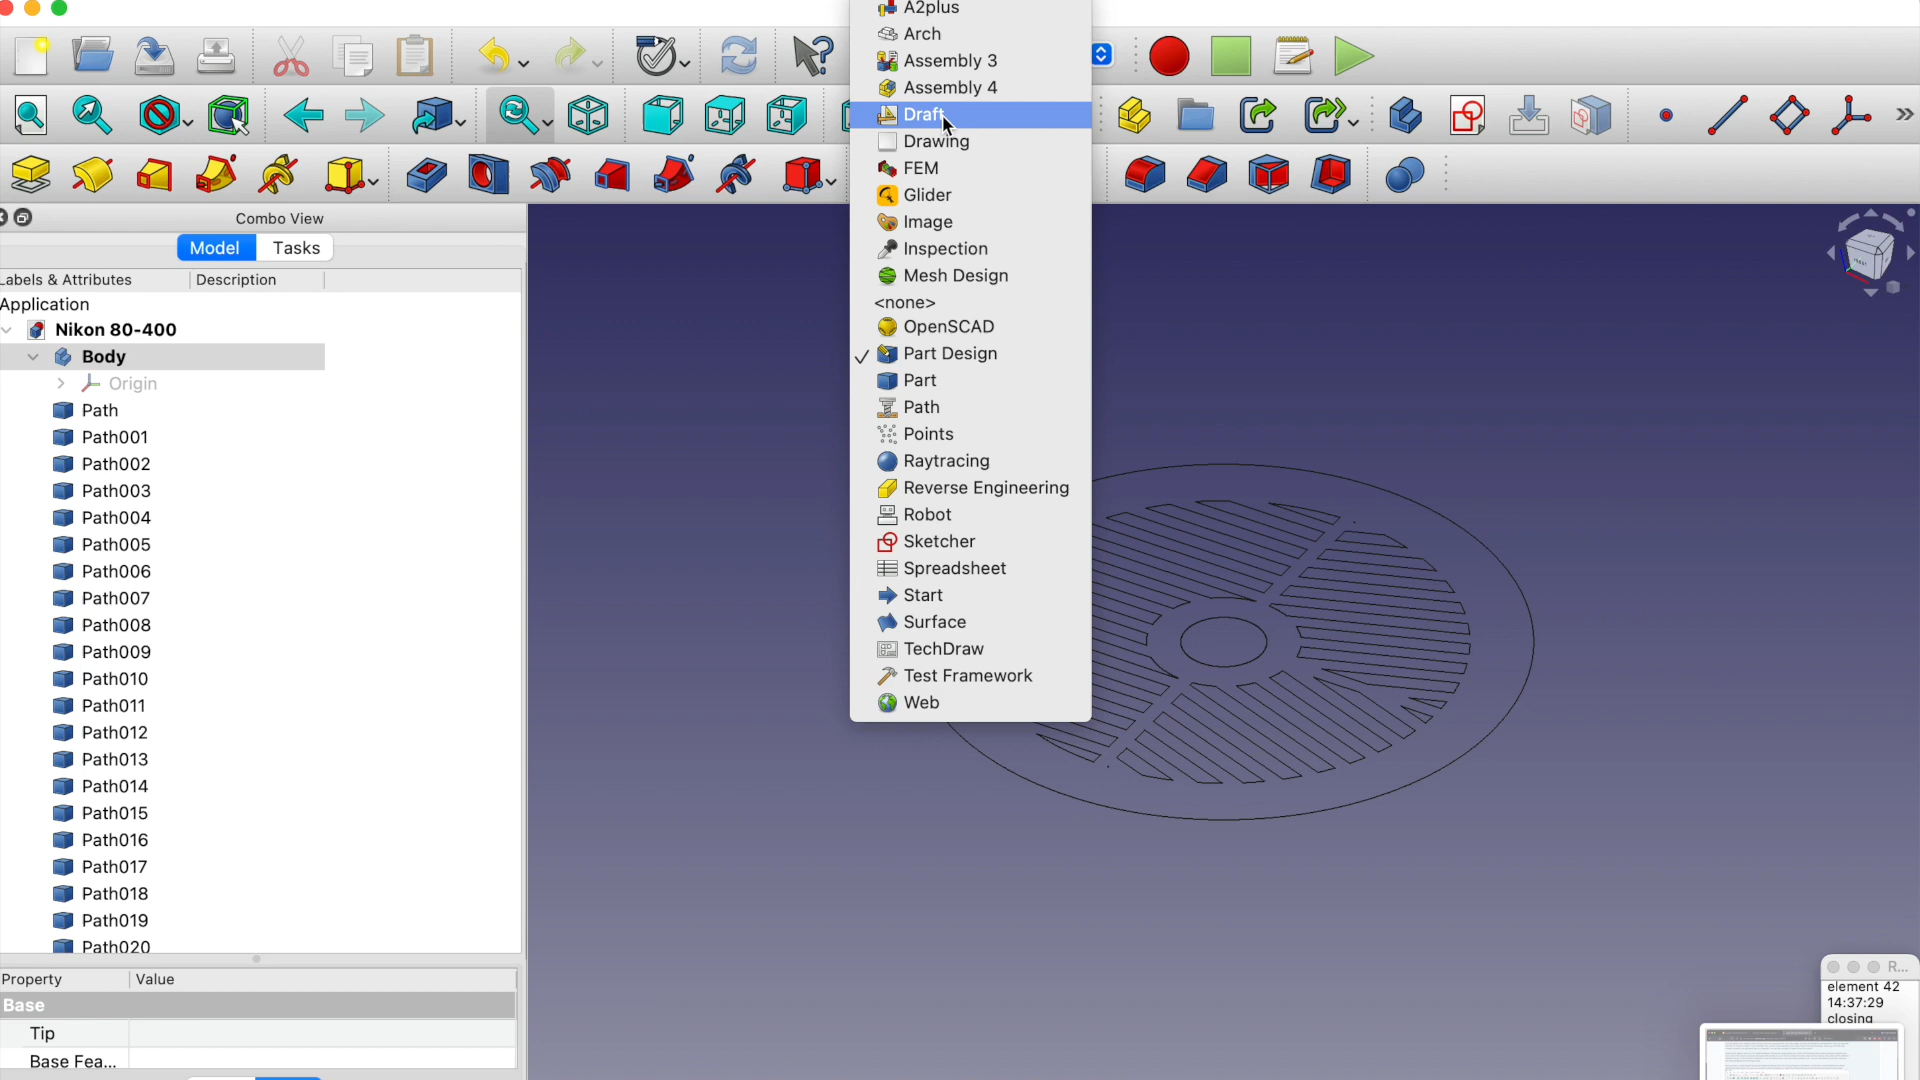 A2plus
Arch
Assembly 3
Assembly 4
Draft
Drawing
FEM
Glider
Image
Inspection
Mesh Design
<none>
OpenSCAD
Part Design
Part
Path
Points
Raytracing
Reverse Engineering
Robot
Sketcher
Spreadsheet
Start
Surface
TechDraw
Test Framework
Web
Combo View
Model Tasks
Labels & Attributes Description
Application
Nikon 80-400
Body
Origin
Path
Path001
Path002
Path003
Path004
Path005
Path006
Path007
Path008
Path009
Path010
Path011
Path012
Path013
Path014
Path015
Path016
Path017
Path018
Path019
Path020
Property Value
Base
Tip
Base Fea...
R...
element 42
14:37:29
closing